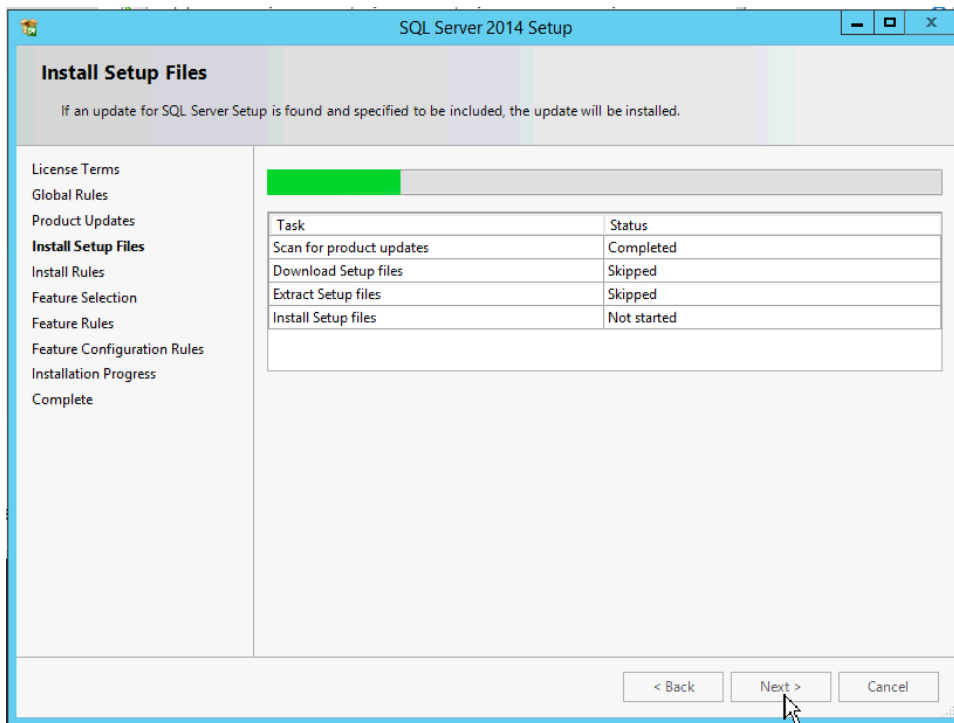 SQL Server 2014 Setup
Install Setup Files
If an update for SQL Server Setup is found and specified to be included, the update will be installed.
License Terms
Global Rules
Product Updates
Install Setup Files
Install Rules
Feature Selection
Feature Rules
Feature Configuration Rules
Installation Progress
Complete
Task Status
Scan for product updates Completed
Download Setup files Skipped
Extract Setup files Skipped
Install Setup files Not started
< Back Next > Cancel